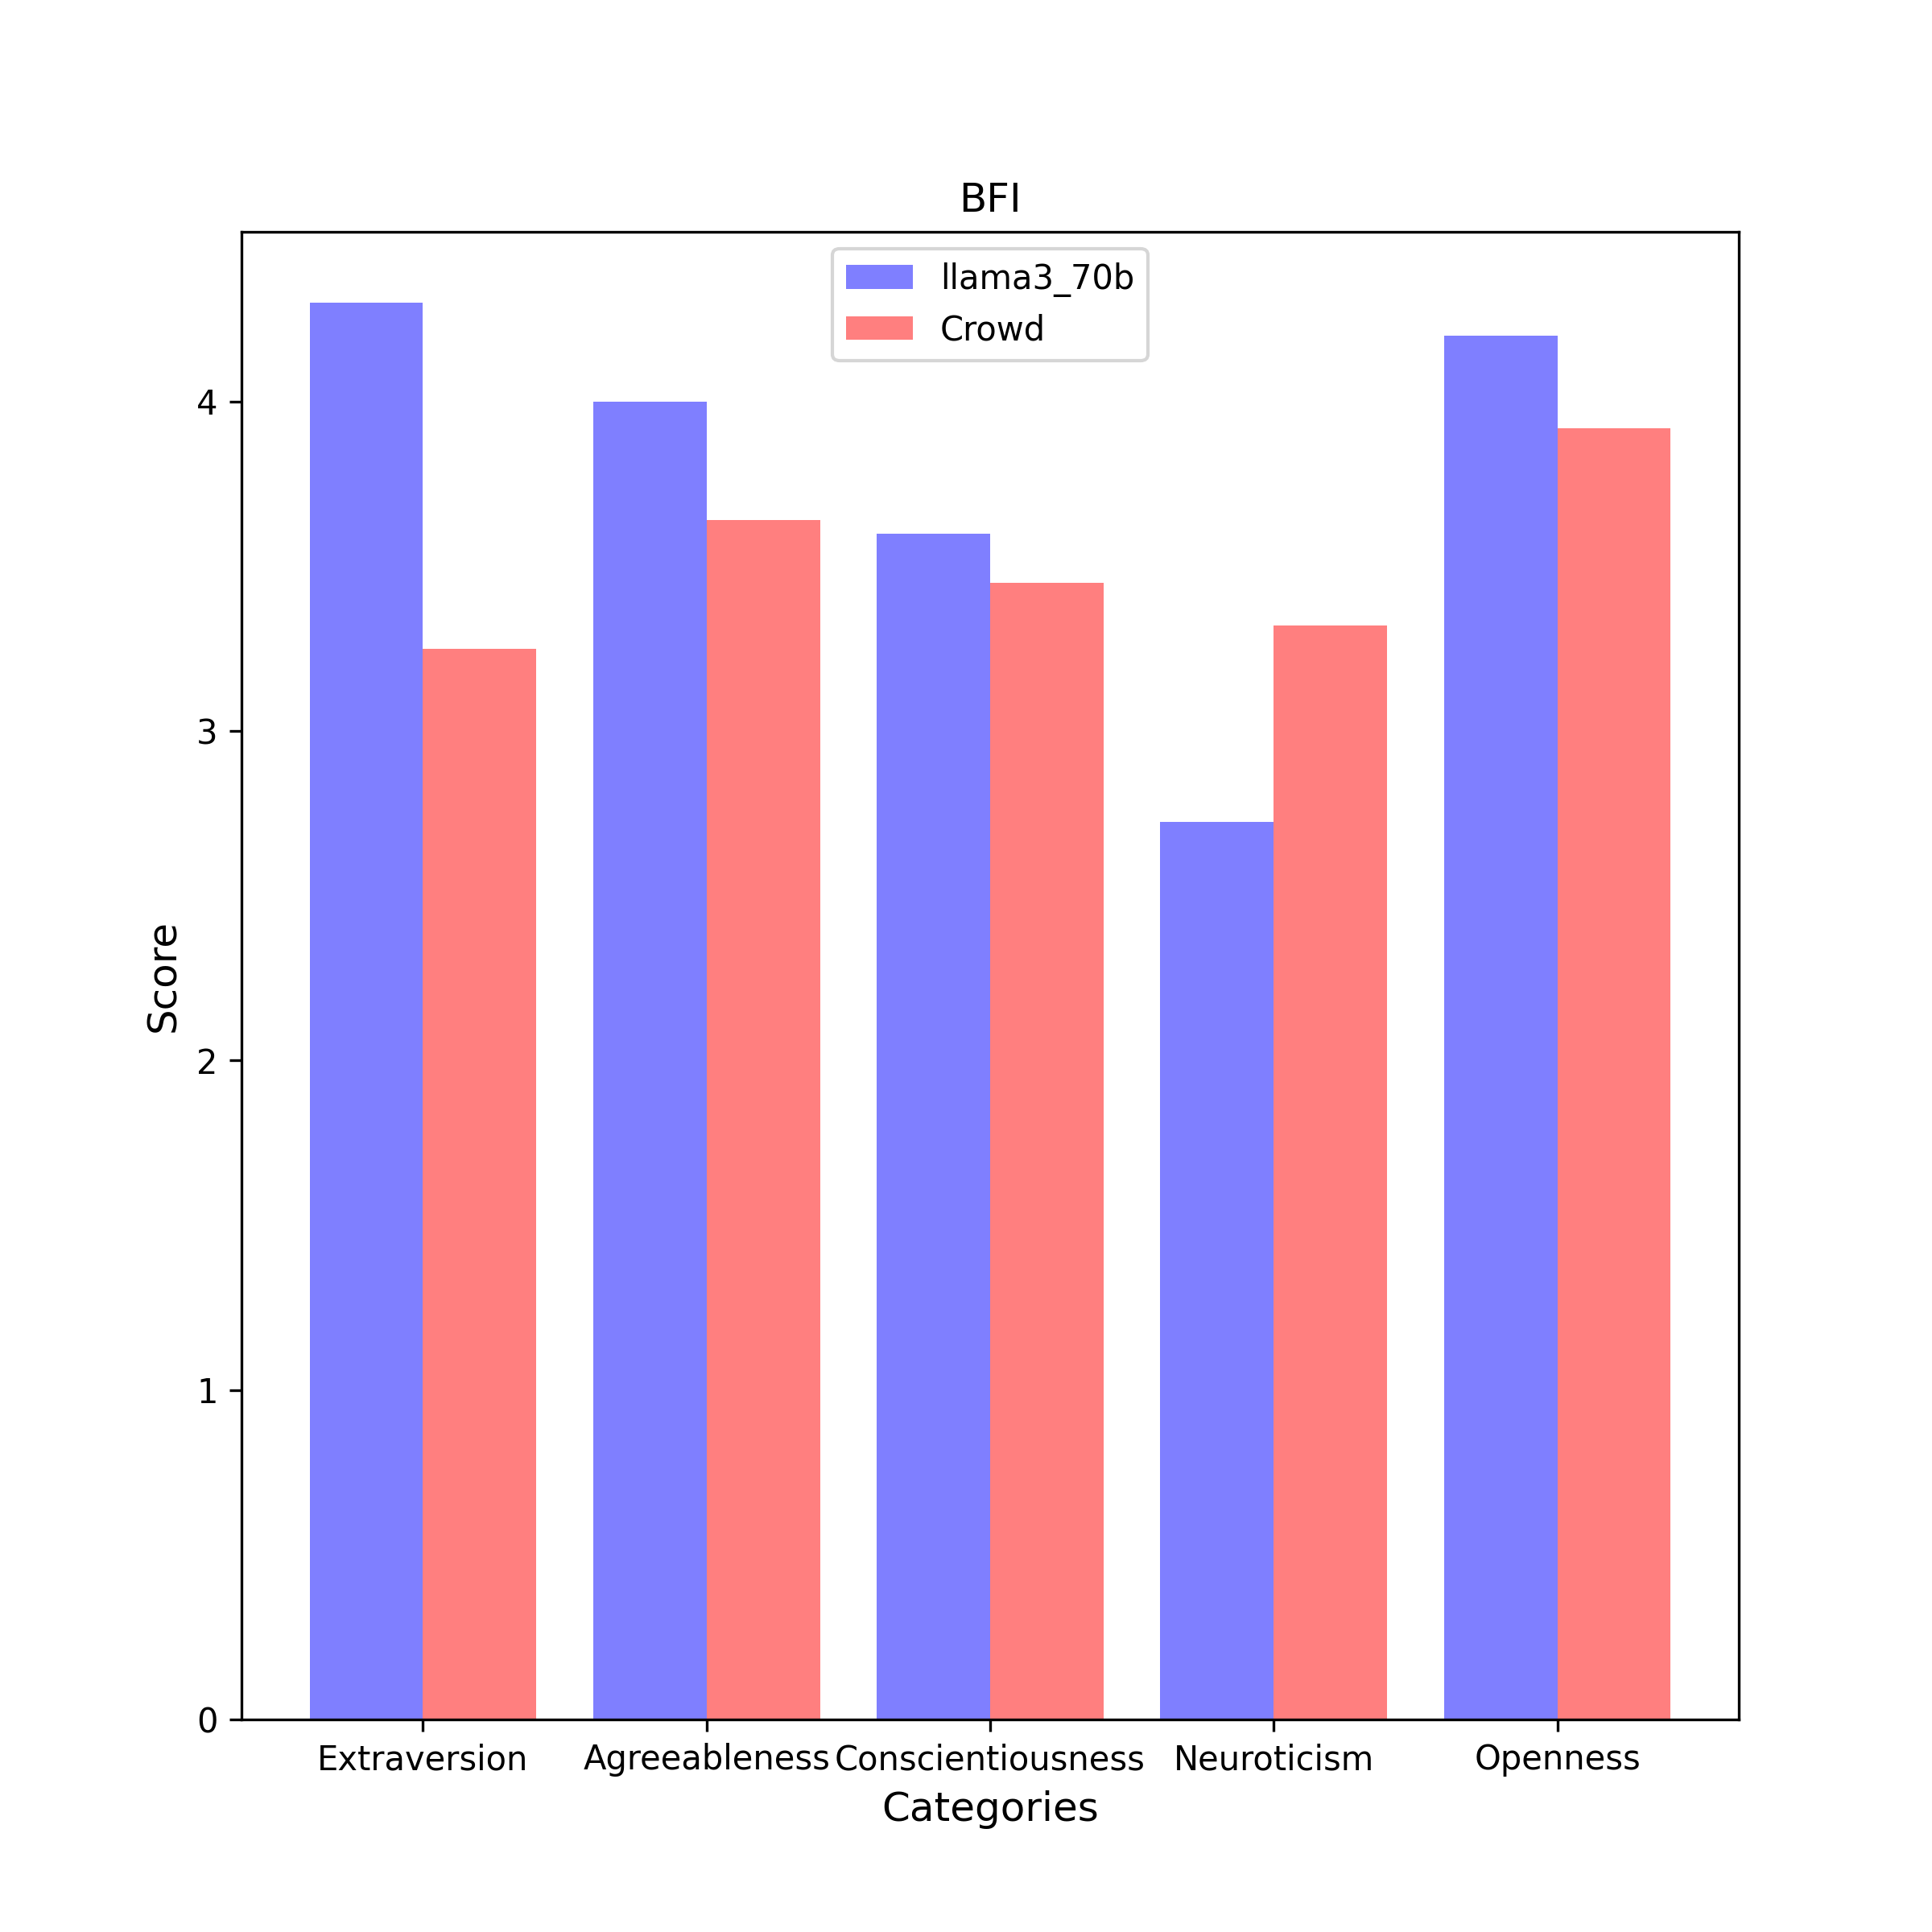 BFI
llama3_70b
Crowd
4
3
2
1
0
Score
Extraversion Agreeableness Conscientiousness Neuroticism Openness
Categories